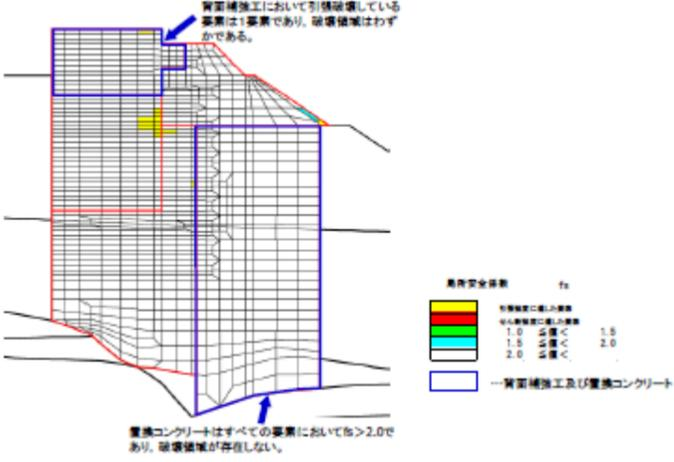 背面補強工において引張破壊している
要素は1要素であり、破壊領域はわず
かである。
局所安全係数 fs
引張強度に達した要素
せん断強度に達した要素
1.0 ≦値< 1.5
1.5 ≦値< 2.0
2.0 ≦値<
…背面補強工及び置換コンクリート
置換コンクリートはすべての要素においてfs>2.0で
あり、破壊領域が存在しない。